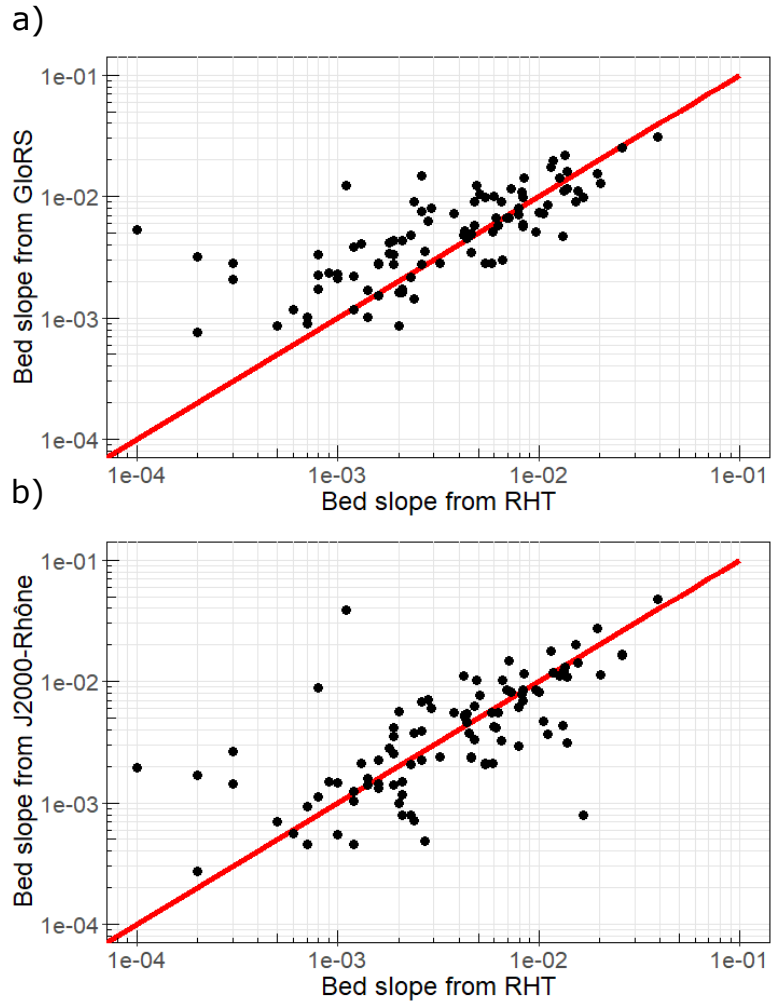 a)
Bed slope from GloRS
1e-01
1e-02
1e-03
1e-04
1e-04 1e-03 1e-02 1e-01
Bed slope from RHT
b)
Bed slope from J2000-Rhône
1e-01
1e-02
1e-03
1e-04
1e-04 1e-03 1e-02 1e-01
Bed slope from RHT